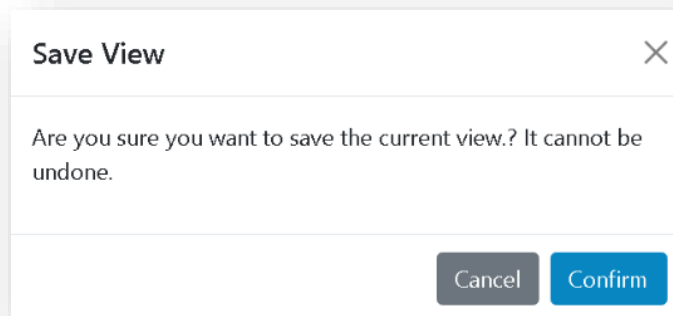 Save View
Are you sure you want to save the current view.? It cannot be
undone.
Cancel
Confirm